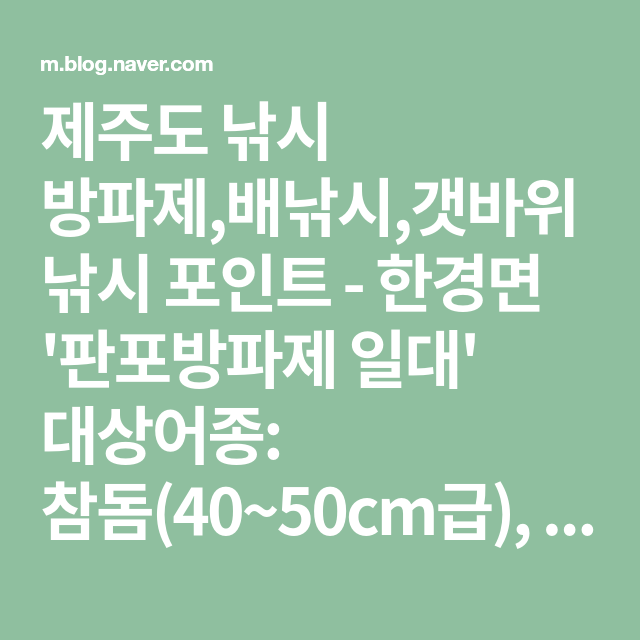 m.blog.naver.com
제주도 낚시
방파제,배낚시,갯바위
낚시 포인트 - 한경면
'판포방파제 일대'
대상어종:
참돔(40~50cm급), ...